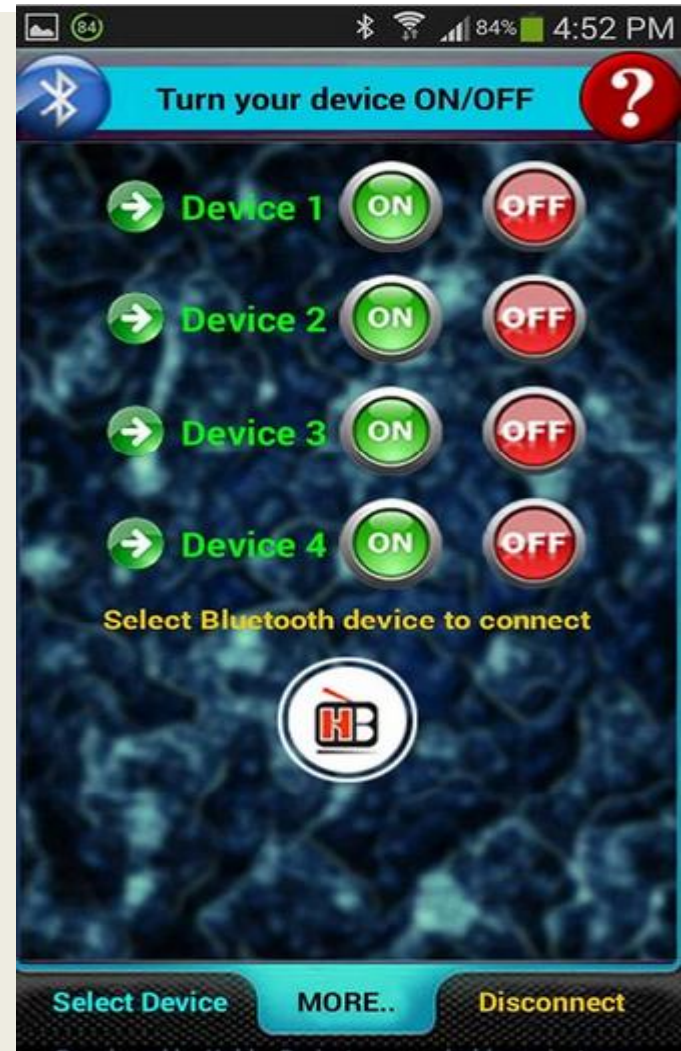 84 84% 4:52 PM
Turn your device ON/OFF ?
Device 1 ON OFF
Device 2 ON OFF
Device 3 ON OFF
Device 4 ON OFF
Select Bluetooth device to connect
HB
Select Device MORE.. Disconnect